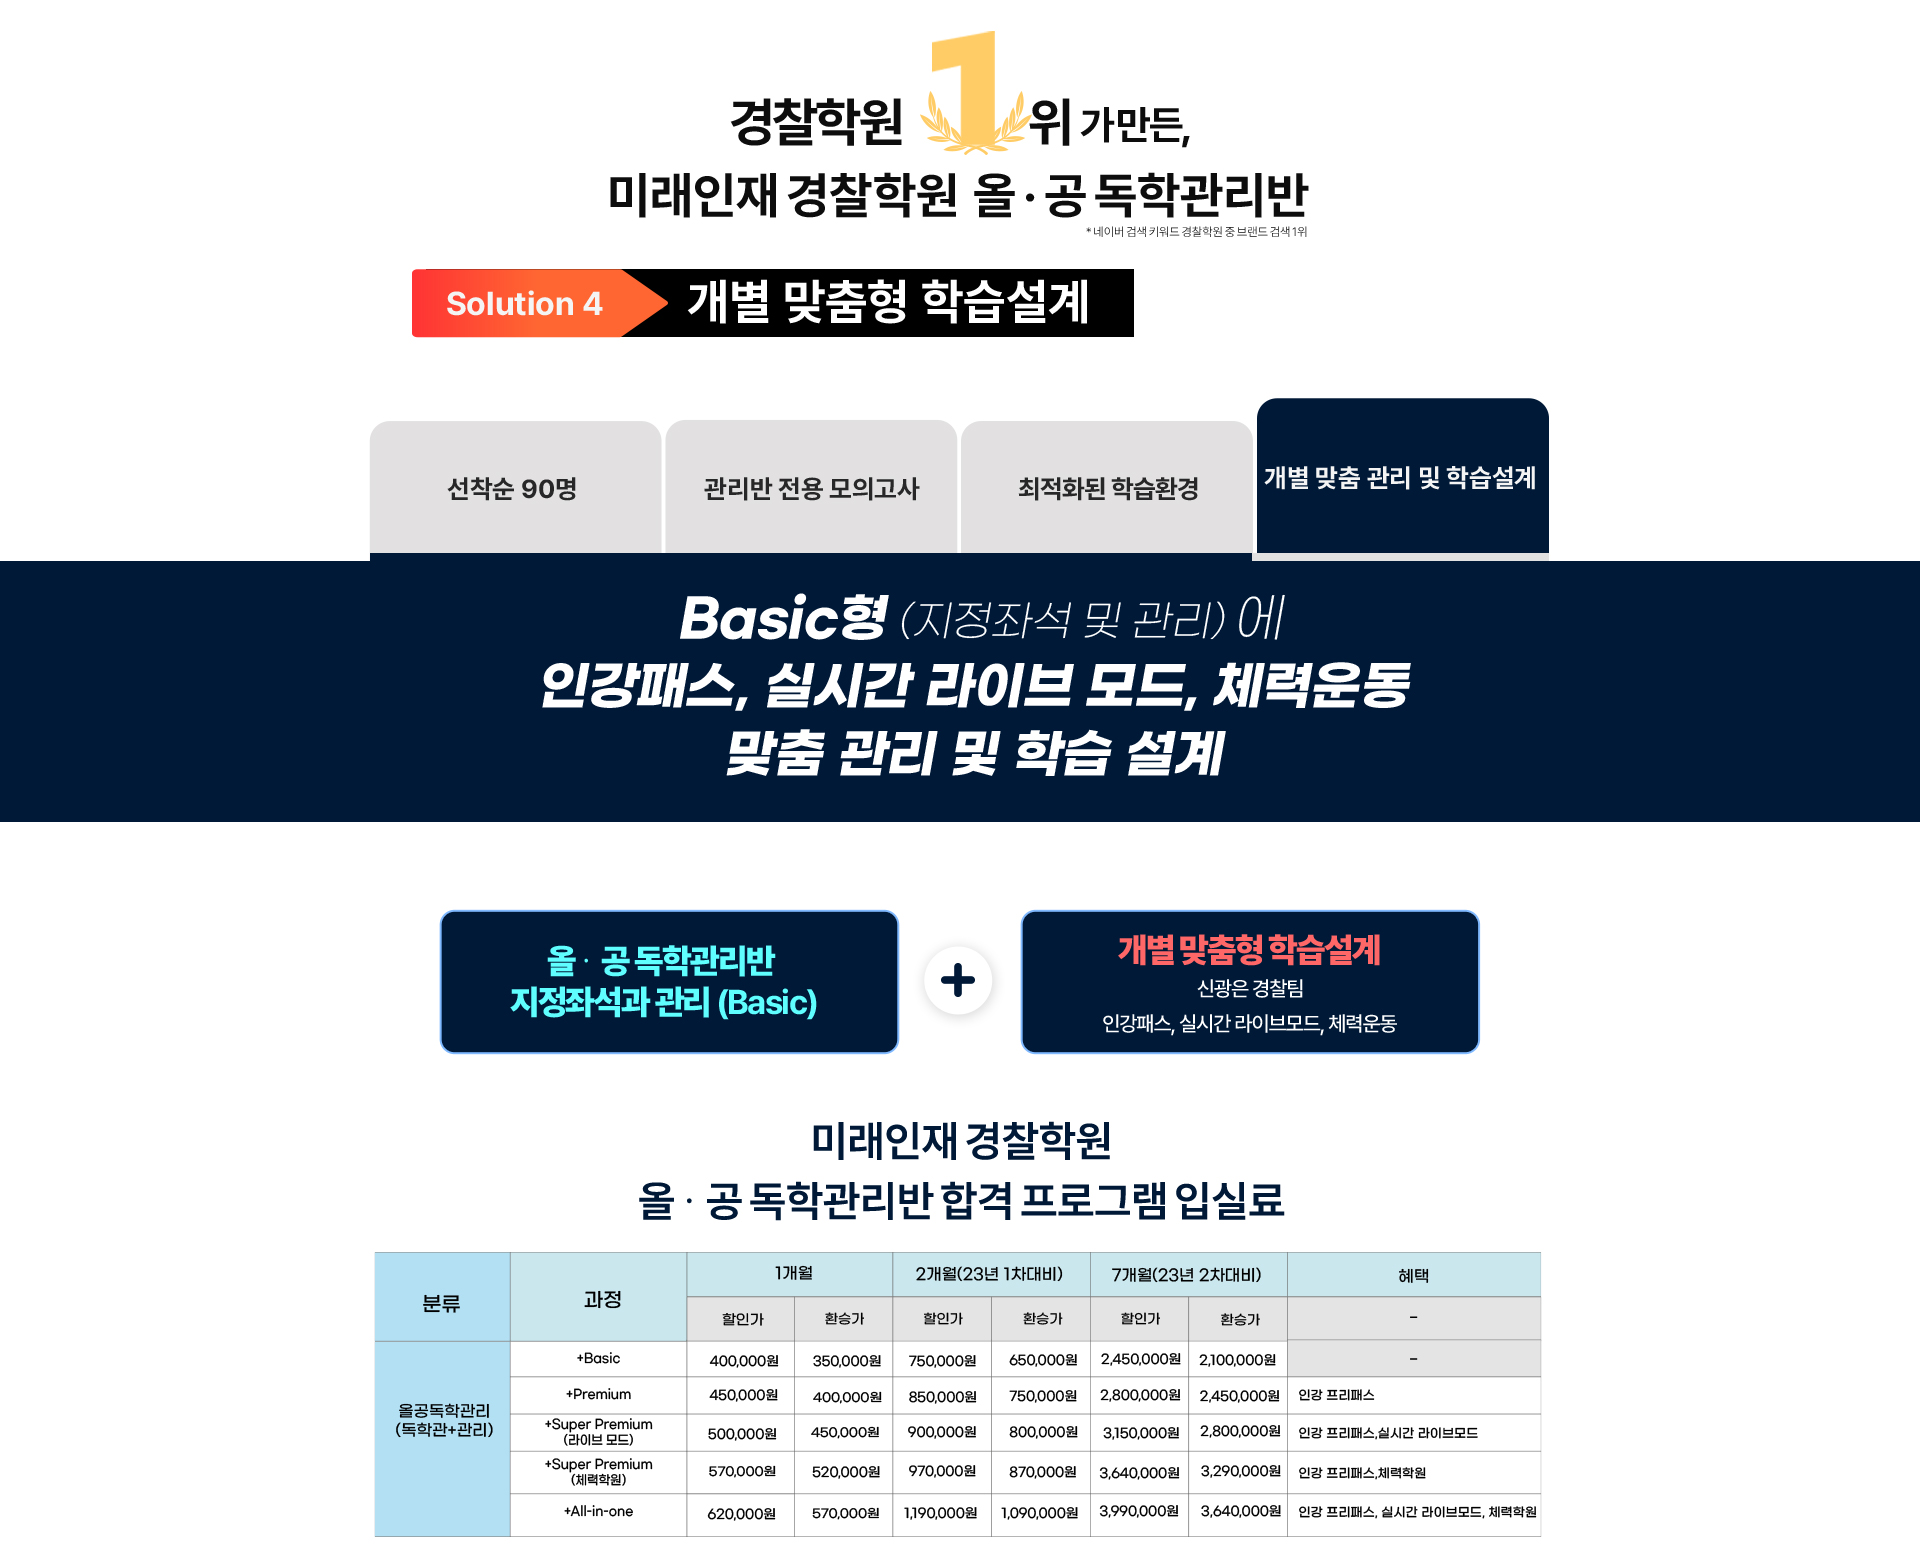 경찰학원 1위 가만든,
미래인재 경찰학원 올·공 독학관리반
* 네이버 검색 키워드 경찰학원 중 브랜드 검색 1위
Solution 4 개별 맞춤형 학습설계
선착순 90명
관리반 전용 모의고사
최적화된 학습환경
개별 맞춤 관리 및 학습설계
Basic형 (지정좌석 및 관리) 에
인강패스, 실시간 라이브 모드, 체력운동
맞춤 관리 및 학습 설계
올· 공 독학관리반
지정좌석과 관리 (Basic)
+
개별 맞춤형 학습설계
신광은 경찰팀
인강패스, 실시간 라이브모드, 체력운동
미래인재 경찰학원
올· 공 독학관리반 합격 프로그램 입실료
분류 과정 1개월 2개월(23년 1차대비) 7개월(23년 2차대비) 혜택
할인가 환승가 할인가 환승가 할인가 환승가 -
올공독학관리
(독학관+관리)
+Basic 400,000원 350,000원 750,000원 650,000원 2,450,000원 2,100,000원 -
+Premium 450,000원 400,000원 850,000원 750,000원 2,800,000원 2,450,000원 인강 프리패스
+Super Premium
(라이브 모드) 500,000원 450,000원 900,000원 800,000원 3,150,000원 2,800,000원 인강 프리패스,실시간 라이브모드
+Super Premium
(체력학원) 570,000원 520,000원 970,000원 870,000원 3,640,000원 3,290,000원 인강 프리패스,체력학원
+All-in-one 620,000원 570,000원 1,190,000원 1,090,000원 3,990,000원 3,640,000원 인강 프리패스, 실시간 라이브모드, 체력학원